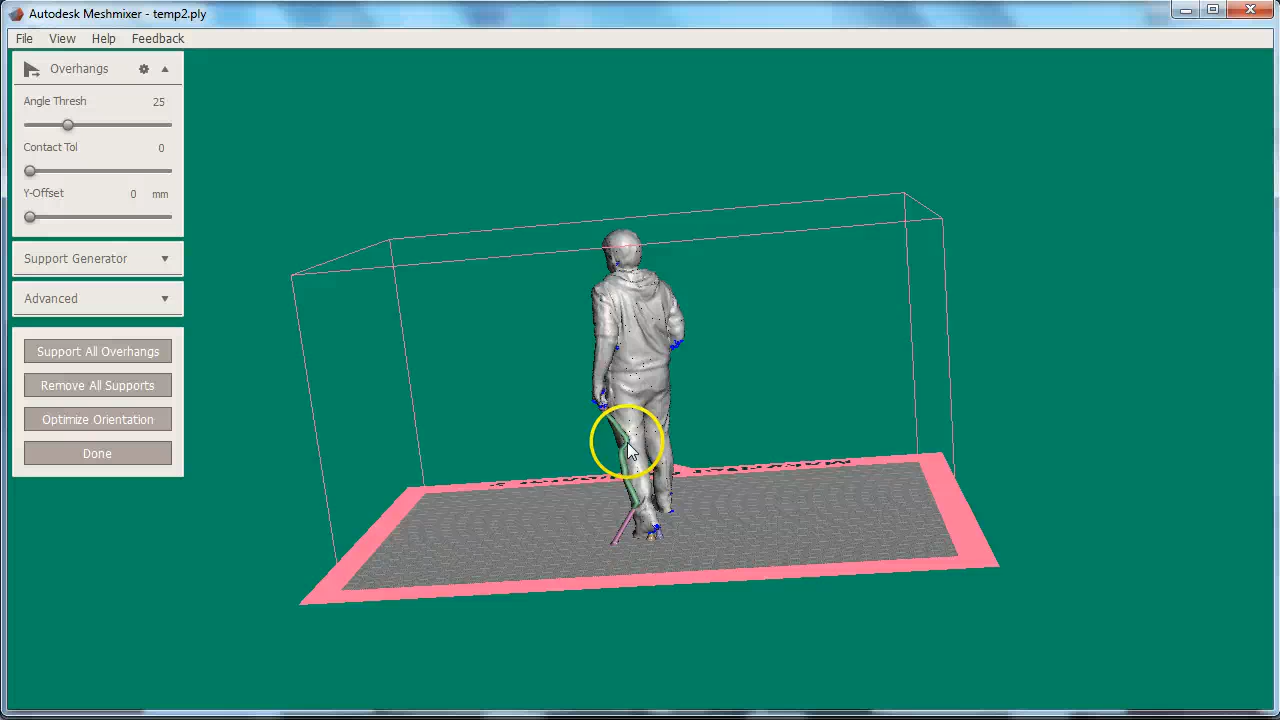 Autodesk Meshmixer - temp2.ply
File View Help Feedback
Overhangs
Angle Thresh 25
Contact Tol 0
Y-Offset 0 mm
Support Generator
Advanced
Support All Overhangs
Remove All Supports
Optimize Orientation
Done